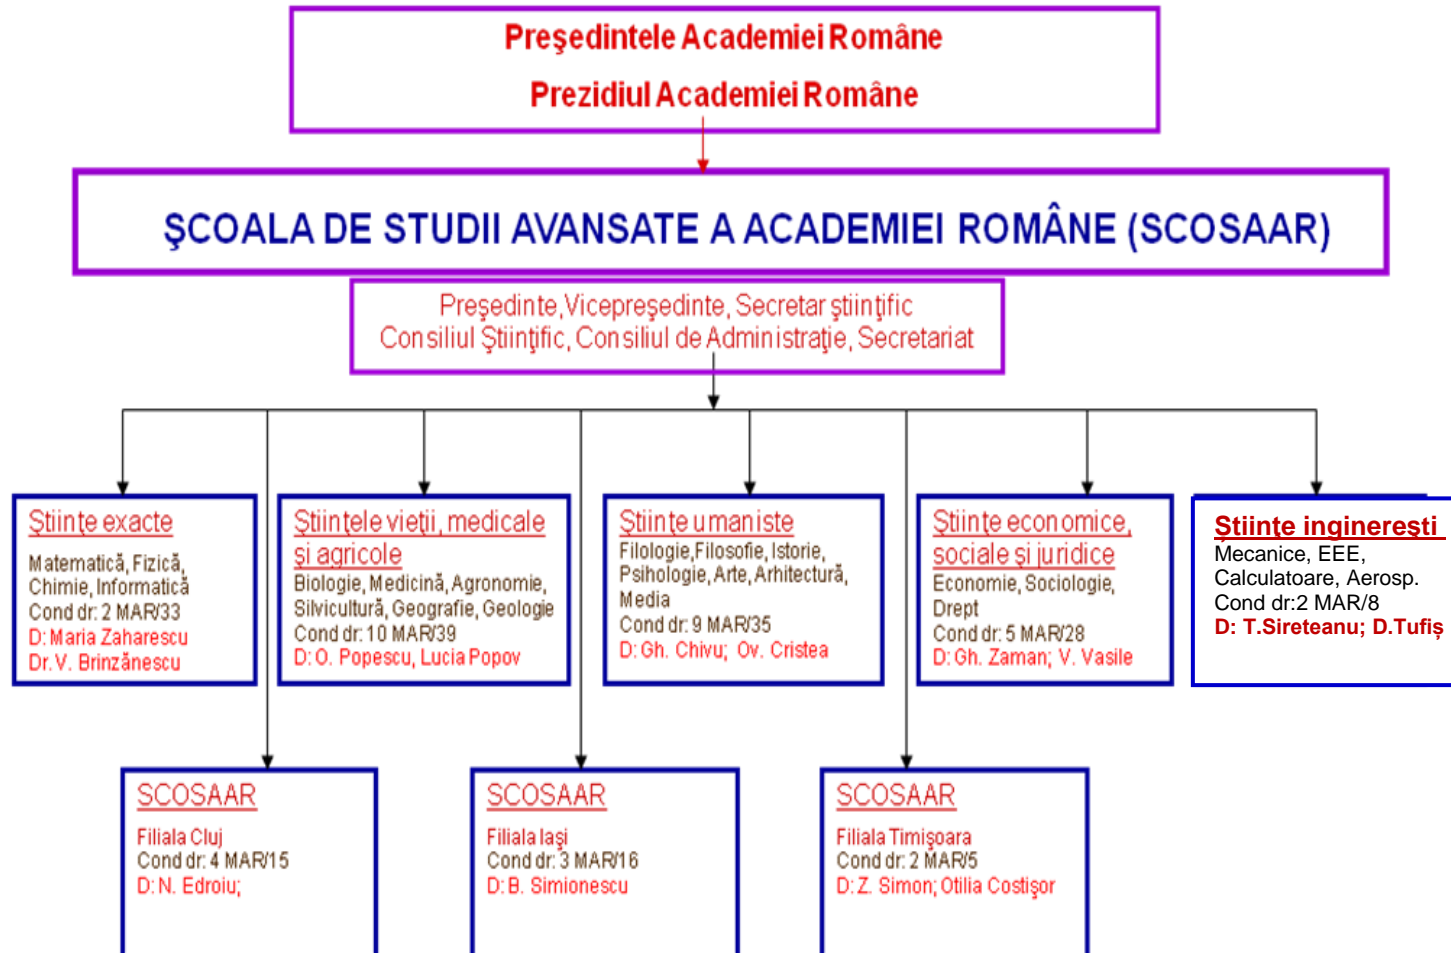 Preşedintele Academiei Române
Prezidiul Academiei Române
ŞCOALA DE STUDII AVANSATE A ACADEMIEI ROMÂNE (SCOSAAR)
Preşedinte,Vicepreşedinte, Secretar ştiinţific
Consiliul Ştiinţific, Consiliul de Administraţie, Secretariat
Ştiinţe exacte
Matematică, Fizică,
Chimie, Informatică
Cond dr: 2 MAR/33
D: Maria Zaharescu
Dr. V. Brinzănescu
Ştiinţele vieţii, medicale
şi agricole
Biologie, Medicină, Agronomie,
Silvicultură, Geografie, Geologie
Cond dr: 10 MAR/39
D: O. Popescu, Lucia Popov
Ştiinţe umaniste
Filologie,Filosofie, Istorie,
Psihologie, Arte, Arhitectură,
Media
Cond dr: 9 MAR/35
D: Gh. Chivu; Ov. Cristea
Ştiinţe economice,
sociale şi juridice
Economie, Sociologie,
Drept
Cond dr: 5 MAR/28
D: Gh. Zaman; V. Vasile
Ştiinţe inginereşti
Mecanice, EEE,
Calculatoare, Aerosp.
Cond dr:2 MAR/8
D: T.Sireteanu; D.Tufiş
SCOSAAR
Filiala Cluj
Cond dr: 4 MAR/15
D: N. Edroiu;
SCOSAAR
Filiala Iaşi
Cond dr: 3 MAR/16
D: B. Simionescu
SCOSAAR
Filiala Timişoara
Cond dr: 2 MAR/5
D: Z. Simon; Otilia Costişor